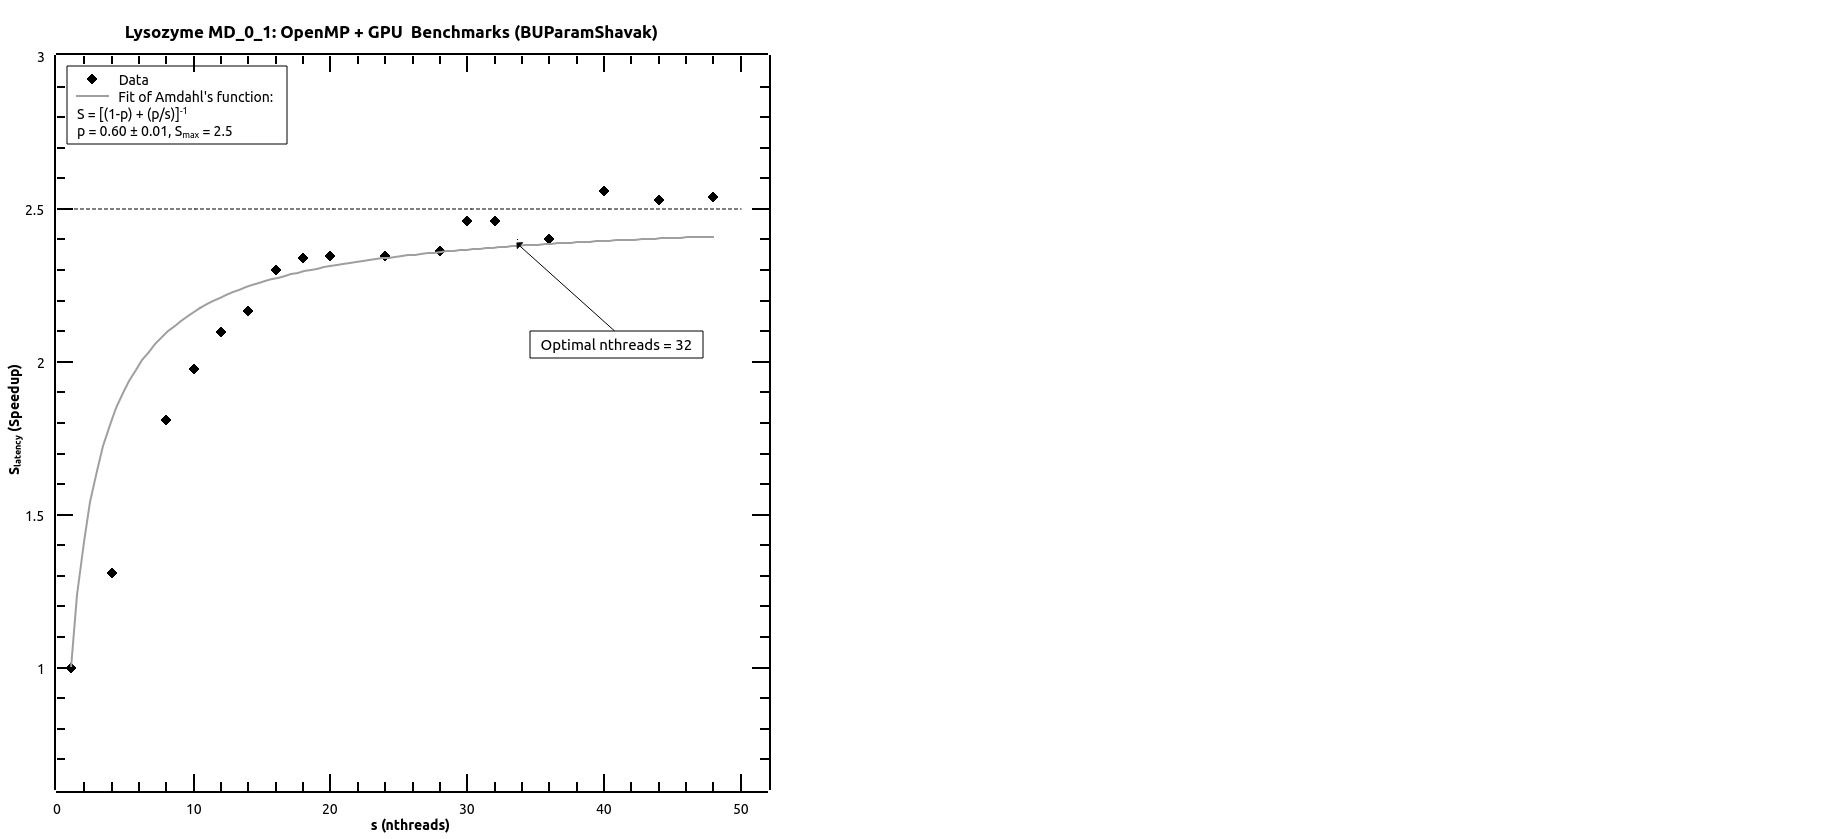 Lysozyme MD_0_1: OpenMP + GPU  Benchmarks (BUParamShavak)
3
Data
Fit of Amdahl's function:
S = [(1-p) + (p/s)]-1
p = 0.60 ± 0.01, Smax = 2.5
2.5
Optimal nthreads = 32
2
Slatency (Speedup)
1.5
1
0 10 20 30 40 50
s (nthreads)